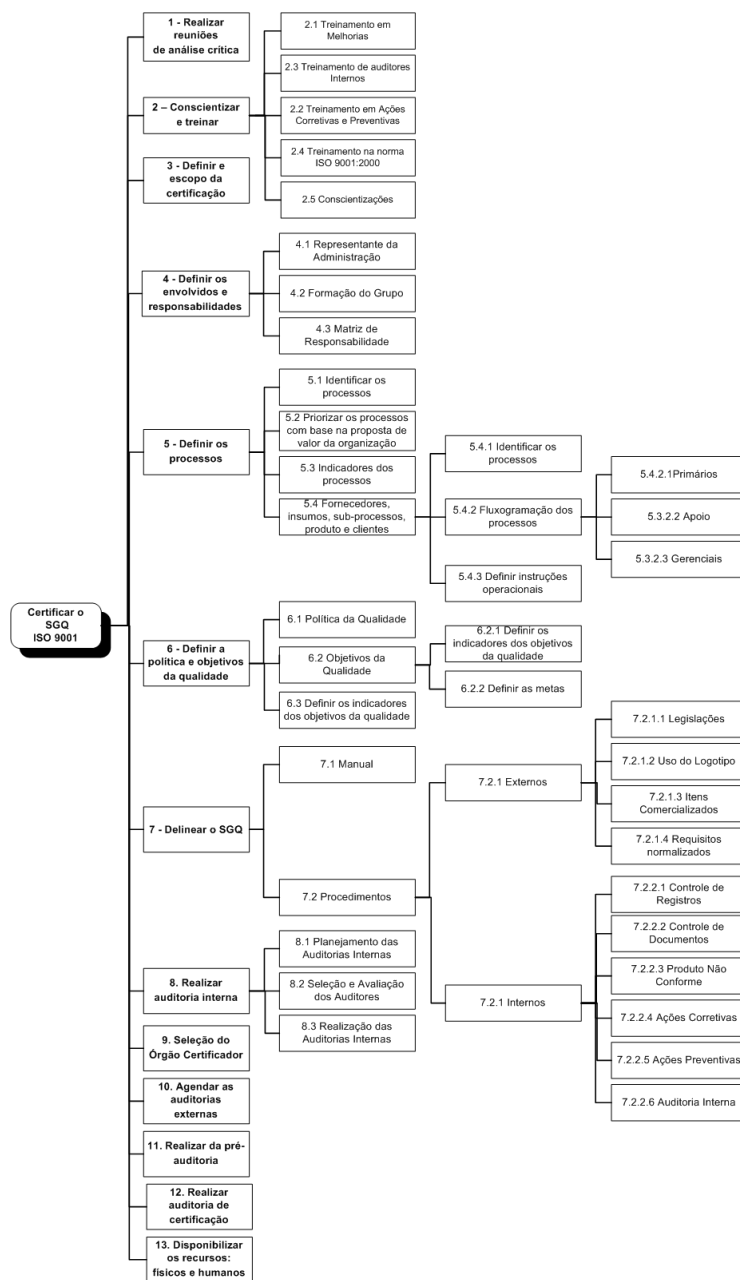 Certificar o
SGQ
ISO 9001
1 - Realizar
reuniões
de análise crítica
2 – Conscientizar
e treinar
2.1 Treinamento em
Melhorias
2.3 Treinamento de auditores
Internos
2.2 Treinamento em Ações
Corretivas e Preventivas
2.4 Treinamento na norma
ISO 9001:2000
2.5 Conscientizações
3 - Definir e
escopo da
certificação
4 - Definir os
envolvidos e
responsabilidades
4.1 Representante da
Administração
4.2 Formação do Grupo
4.3 Matriz de
Responsabilidade
5 - Definir os
processos
5.1 Identificar os
processos
5.2 Priorizar os processos
com base na proposta de
valor da organização
5.3 Indicadores dos
processos
5.4 Fornecedores,
insumos, sub-processos,
produto e clientes
5.4.1 Identificar os
processos
5.4.2 Fluxogramação dos
processos
5.4.2.1Primários
5.3.2.2 Apoio
5.3.2.3 Gerenciais
5.4.3 Definir instruções
operacionais
6 - Definir a
política e objetivos
da qualidade
6.1 Política da Qualidade
6.2 Objetivos da
Qualidade
6.2.1 Definir os
indicadores dos objetivos
da qualidade
6.2.2 Definir as metas
6.3 Definir os indicadores
dos objetivos da qualidade
7 - Delinear o SGQ
7.1 Manual
7.2 Procedimentos
7.2.1 Externos
7.2.1.1 Legislações
7.2.1.2 Uso do Logotipo
7.2.1.3 Itens
Comercializados
7.2.1.4 Requisitos
normalizados
7.2.1 Internos
7.2.2.1 Controle de
Registros
7.2.2.2 Controle de
Documentos
7.2.2.3 Produto Não
Conforme
7.2.2.4 Ações Corretivas
7.2.2.5 Ações Preventivas
7.2.2.6 Auditoria Interna
8. Realizar
auditoria interna
8.1 Planejamento das
Auditorias Internas
8.2 Seleção e Avaliação
dos Auditores
8.3 Realização das
Auditorias Internas
9. Seleção do
Órgão Certificador
10. Agendar as
auditorias
externas
11. Realizar da pré-
auditoria
12. Realizar
auditoria de
certificação
13. Disponibilizar
os recursos:
físicos e humanos